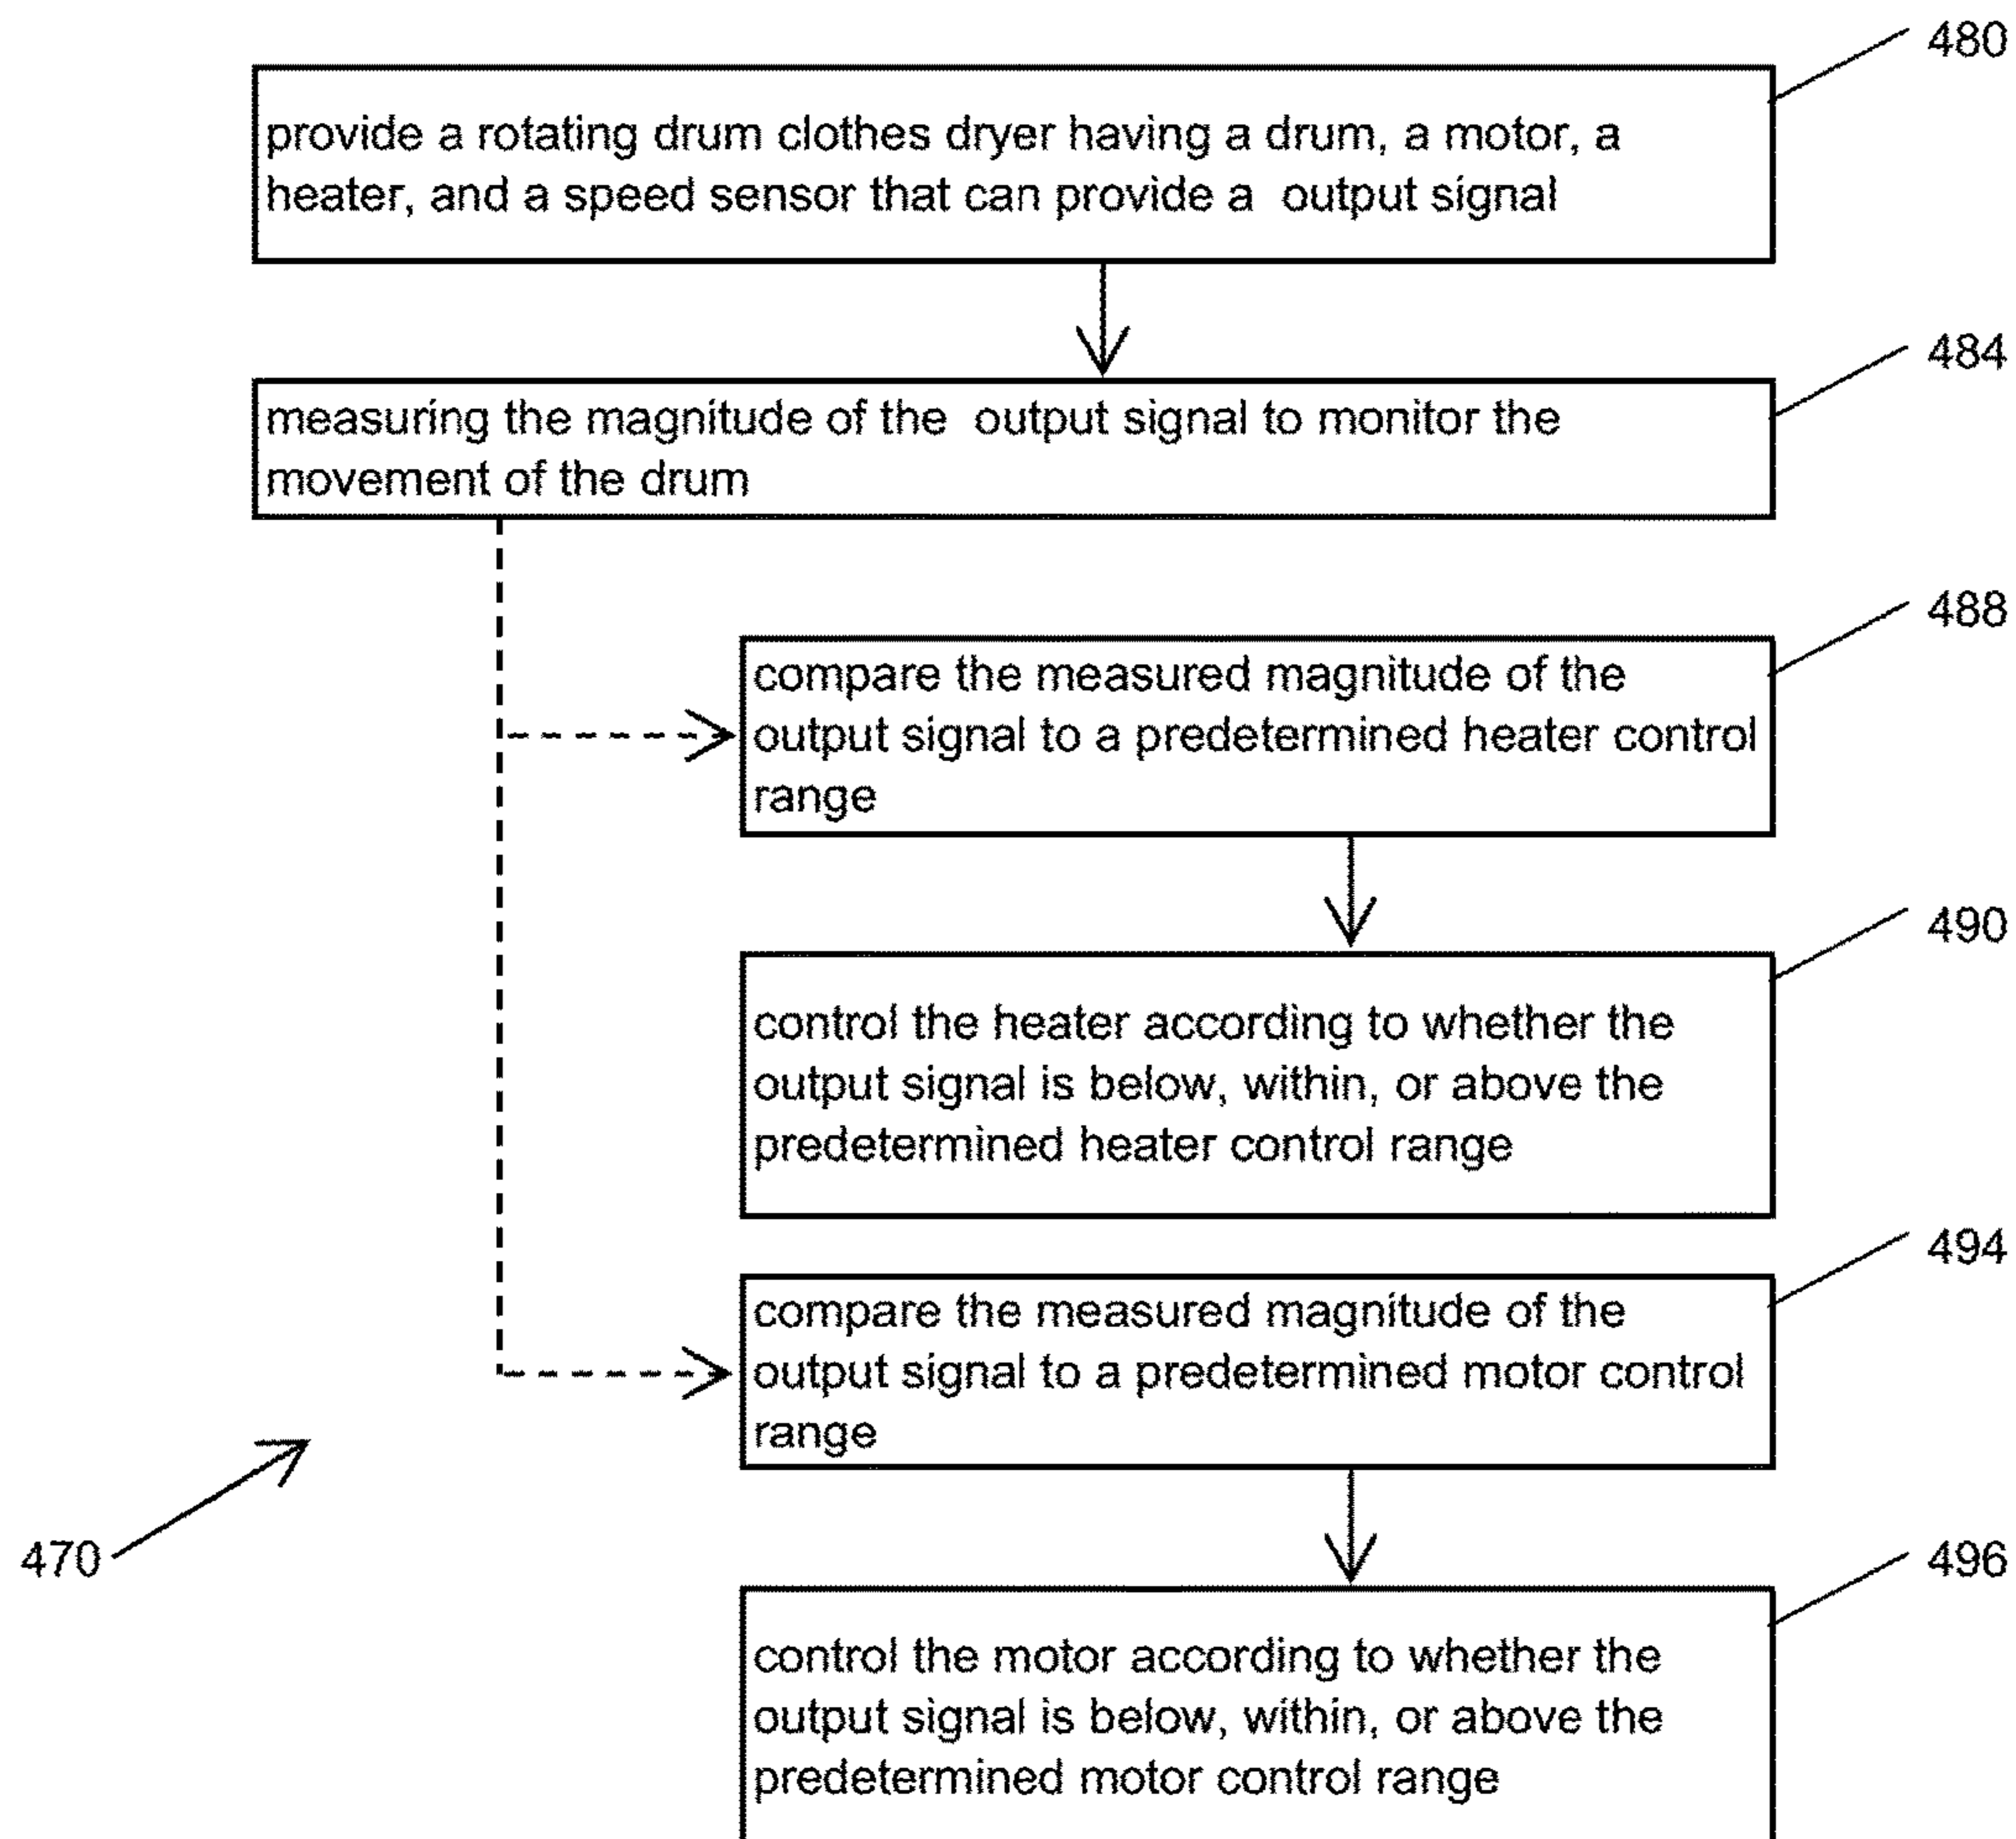 480
provide a rotating drum clothes dryer having a drum, a motor, a
heater, and a speed sensor that can provide a output signal
484
measuring the magnitude of the output signal to monitor the
movement of the drum
488
compare the measured magnitude of the
output signal to a predetermined heater control
range
490
control the heater according to whether the
output signal is below, within, or above the
predetermined heater control range
494
compare the measured magnitude of the
output signal to a predetermined motor control
range
470
496
control the motor according to whether the
output signal is below, within, or above the
predetermined motor control range